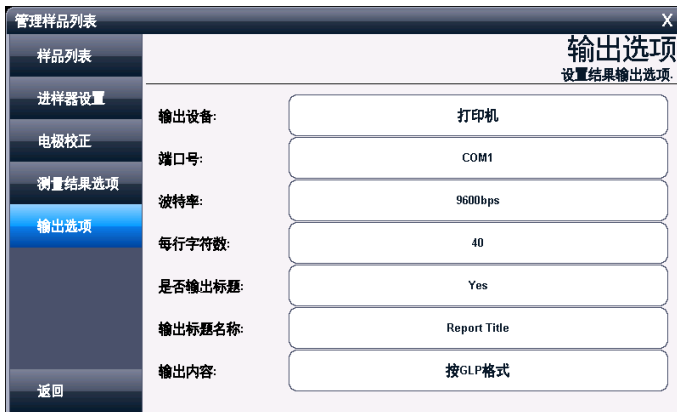 管理样品列表
X
样品列表
进样器设置
电极校正
测量结果选项
输出选项
返回
输出选项
设置结果输出选项.
输出设备:
打印机
端口号:
COM1
波特率:
9600bps
每行字符数:
40
是否输出标题:
Yes
输出标题名称:
Report Title
输出内容:
按GLP格式